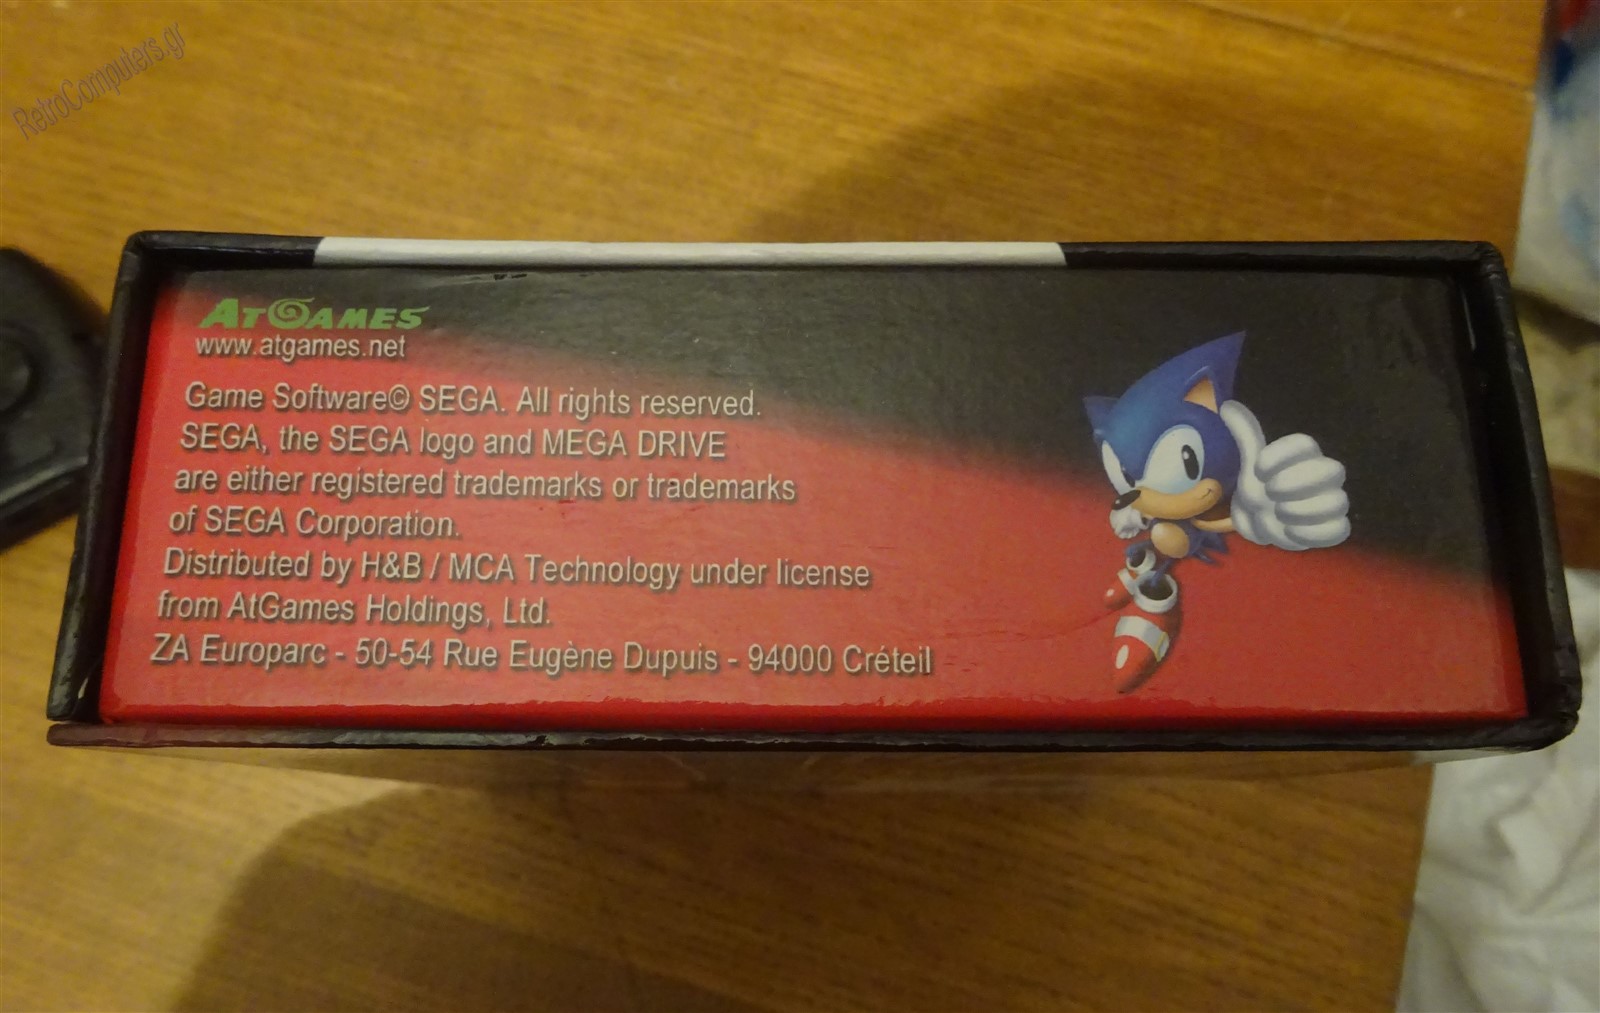 RetroComputers.gr
ATGAMES
www.atgames.net
Game Software© SEGA. All rights reserved.
SEGA, the SEGA logo and MEGA DRIVE
are either registered trademarks or trademarks
of SEGA Corporation.
Distributed by H&B / MCA Technology under license
from AtGames Holdings, Ltd.
ZA Europarc - 50-54 Rue Eugène Dupuis - 94000 Créteil